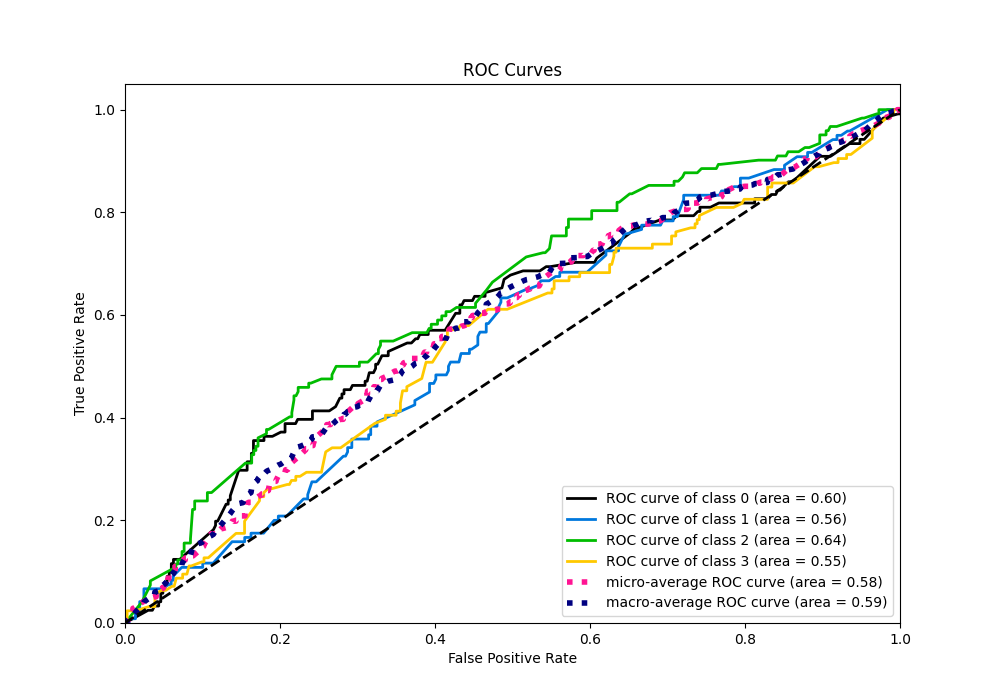 ROC Curves
True Positive Rate
1.0
0.8
0.6
0.4
0.2
0.0
0.0 0.2 0.4 0.6 0.8 1.0
False Positive Rate
ROC curve of class 0 (area = 0.60)
ROC curve of class 1 (area = 0.56)
ROC curve of class 2 (area = 0.64)
ROC curve of class 3 (area = 0.55)
micro-average ROC curve (area = 0.58)
macro-average ROC curve (area = 0.59)